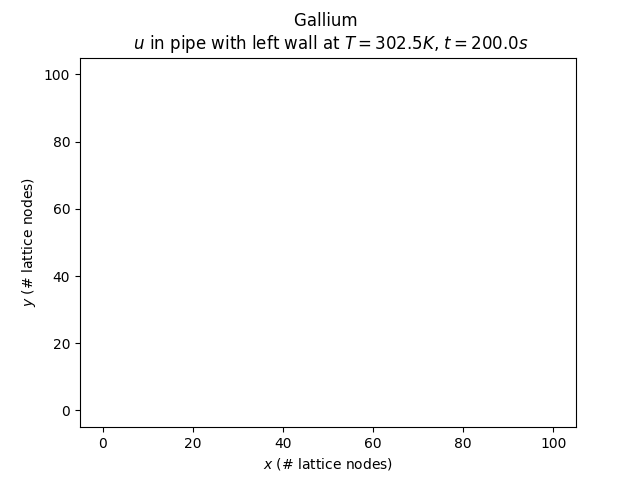 Gallium
u in pipe with left wall at T = 302.5K, t = 200.0s
100
80
60
40
20
0
y (# lattice nodes)
0 20 40 60 80 100
x (# lattice nodes)